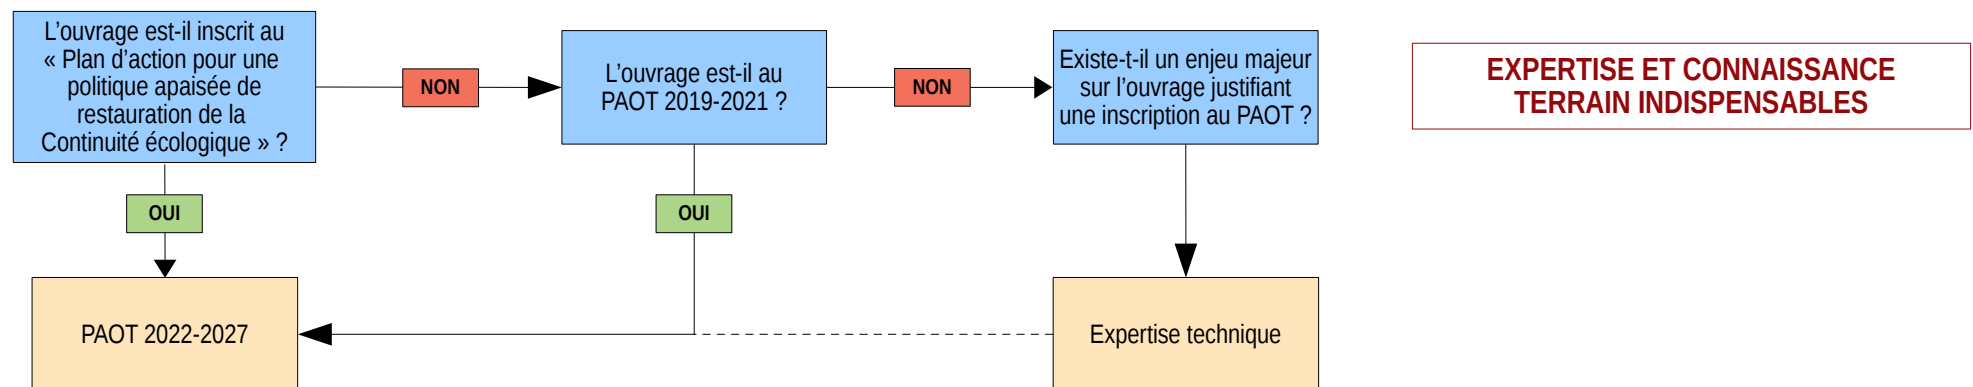 L'ouvrage est-il inscrit au
« Plan d'action pour une
politique apaisée de
restauration de la
Continuité écologique » ?
NON
L'ouvrage est-il au
PAOT 2019-2021 ?
NON
Existe-t-il un enjeu majeur
sur l'ouvrage justifiant
une inscription au PAOT ?
EXPERTISE ET CONNAISSANCE
TERRAIN INDISPENSABLES
OUI
OUI
PAOT 2022-2027
Expertise technique